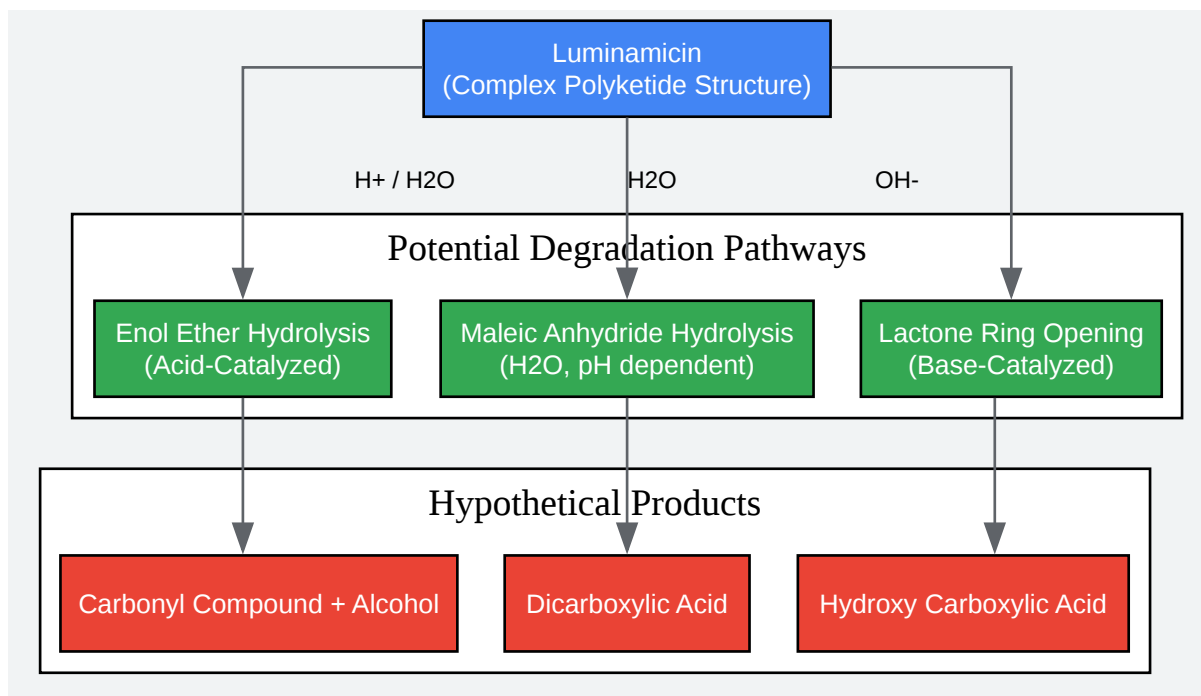 Luminamicin
(Complex Polyketide Structure)
H+ / H2O
H2O
OH-
Potential Degradation Pathways
Enol Ether Hydrolysis
(Acid-Catalyzed)
Maleic Anhydride Hydrolysis
(H2O, pH dependent)
Lactone Ring Opening
(Base-Catalyzed)
Hypothetical Products
Carbonyl Compound + Alcohol
Dicarboxylic Acid
Hydroxy Carboxylic Acid